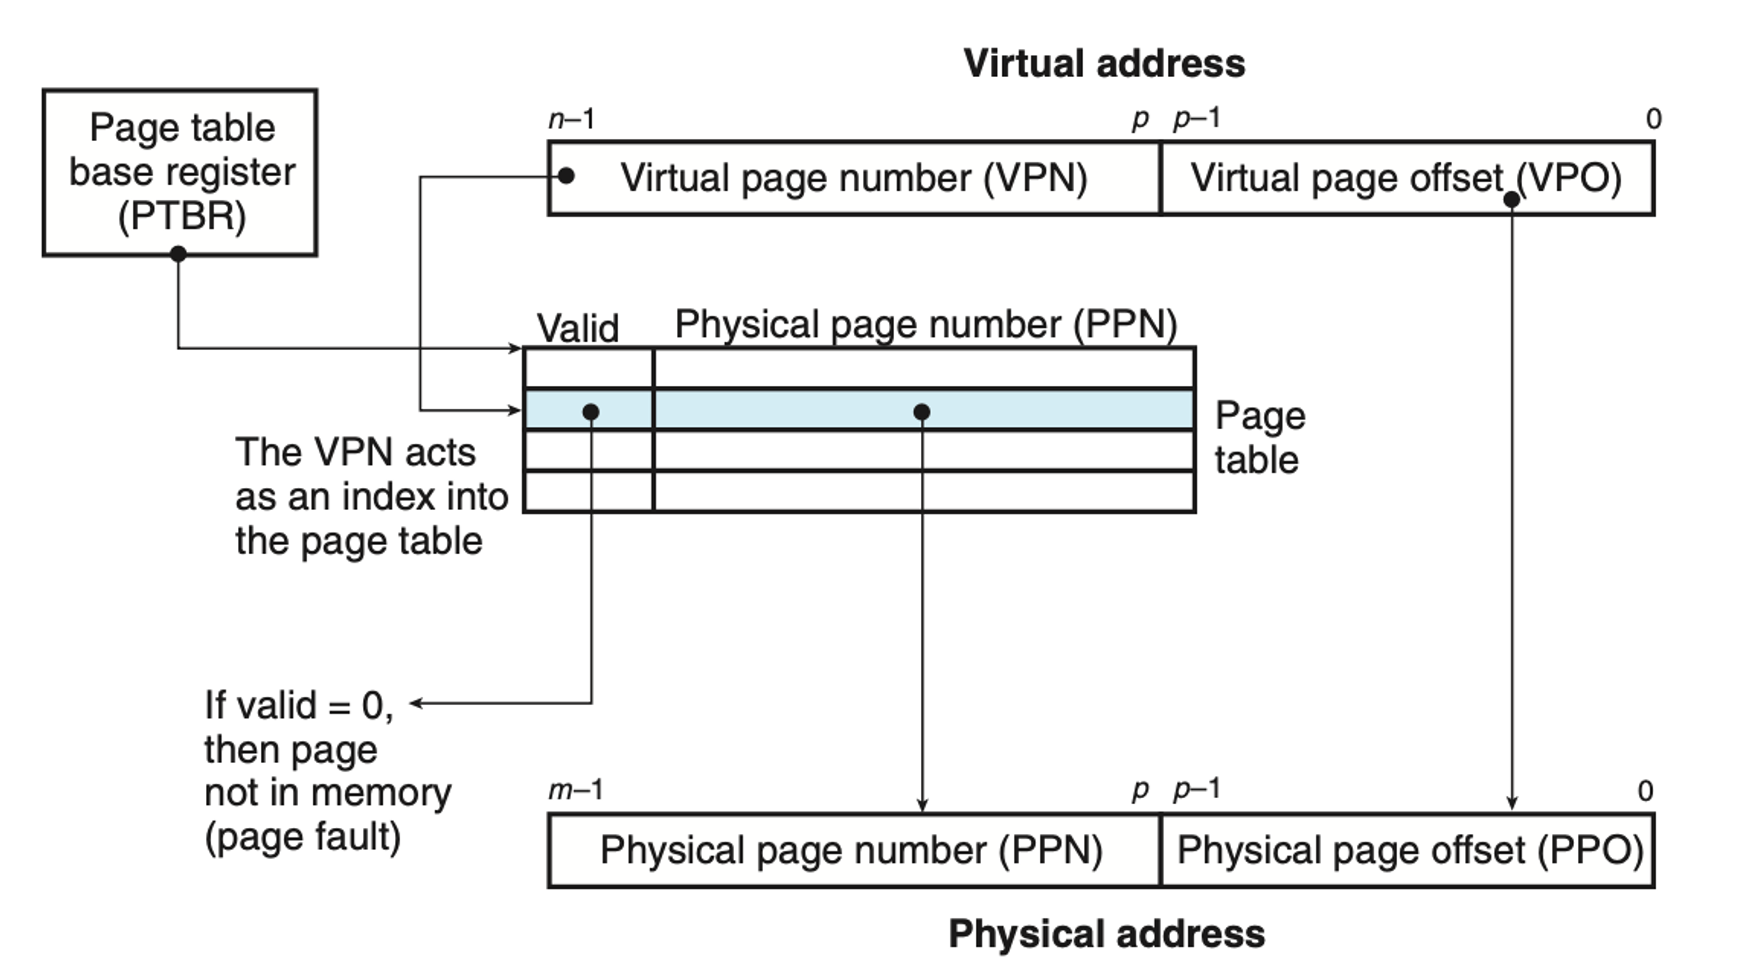 Virtual address
Page table
base register
(PTBR)
n–1
p
p–1
0
Virtual page number (VPN)
Virtual page offset (VPO)
Valid
Physical page number (PPN)
Page
table
The VPN acts
as an index into
the page table
If valid = 0,
then page
not in memory
(page fault)
m–1
p
p–1
0
Physical page number (PPN)
Physical page offset (PPO)
Physical address